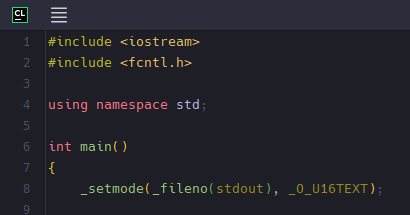 CL
1 #include <iostream>
2 #include <fcntl.h>
3
4 using namespace std;
5
6 int main()
7 {
8     _setmode(_fileno(stdout), _O_U16TEXT);
9